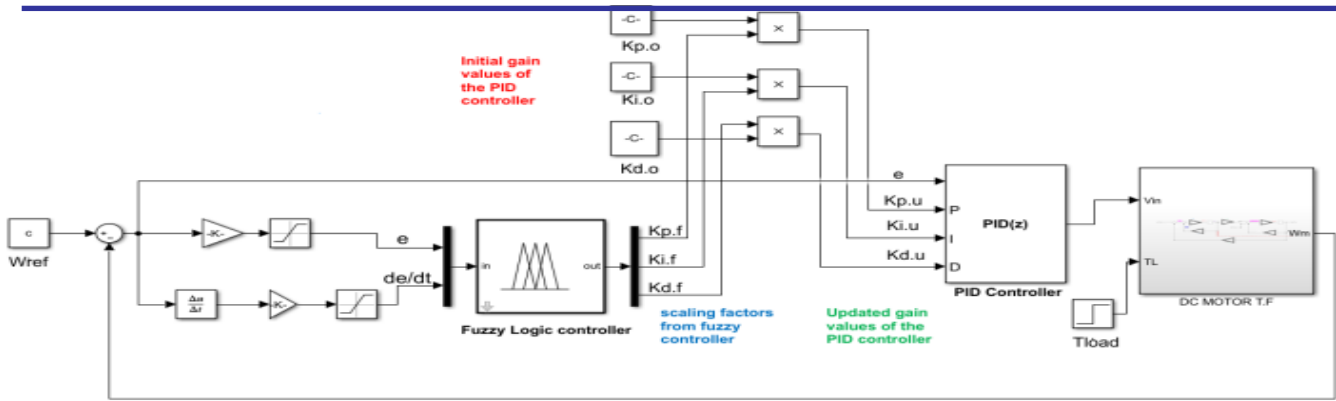 -C-
Kp.o
×
Initial gain
values of
the PID
controller
-C-
Ki.o
×
-C-
Kd.o
×
e
Kp.u
Ki.u
Kd.u
P
I
D
PID(z)
PID Controller
Vin
TL
Wm
DC MOTOR T.F
Tload
c
Wref
+
-
-K-
e
Δu
Δt
-K-
de/dt
in
out
Fuzzy Logic controller
Kp.f
Ki.f
Kd.f
scaling factors
from fuzzy
controller
Updated gain
values of the
PID controller